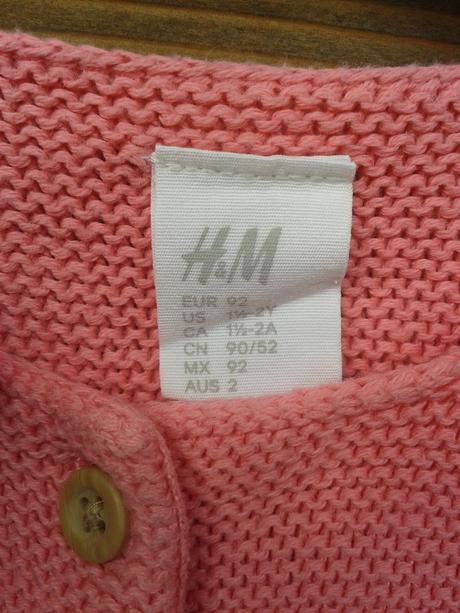 H&M
EUR 92
US 1½-2Y
CA 1½-2A
CN 90/52
MX 92
AUS 2